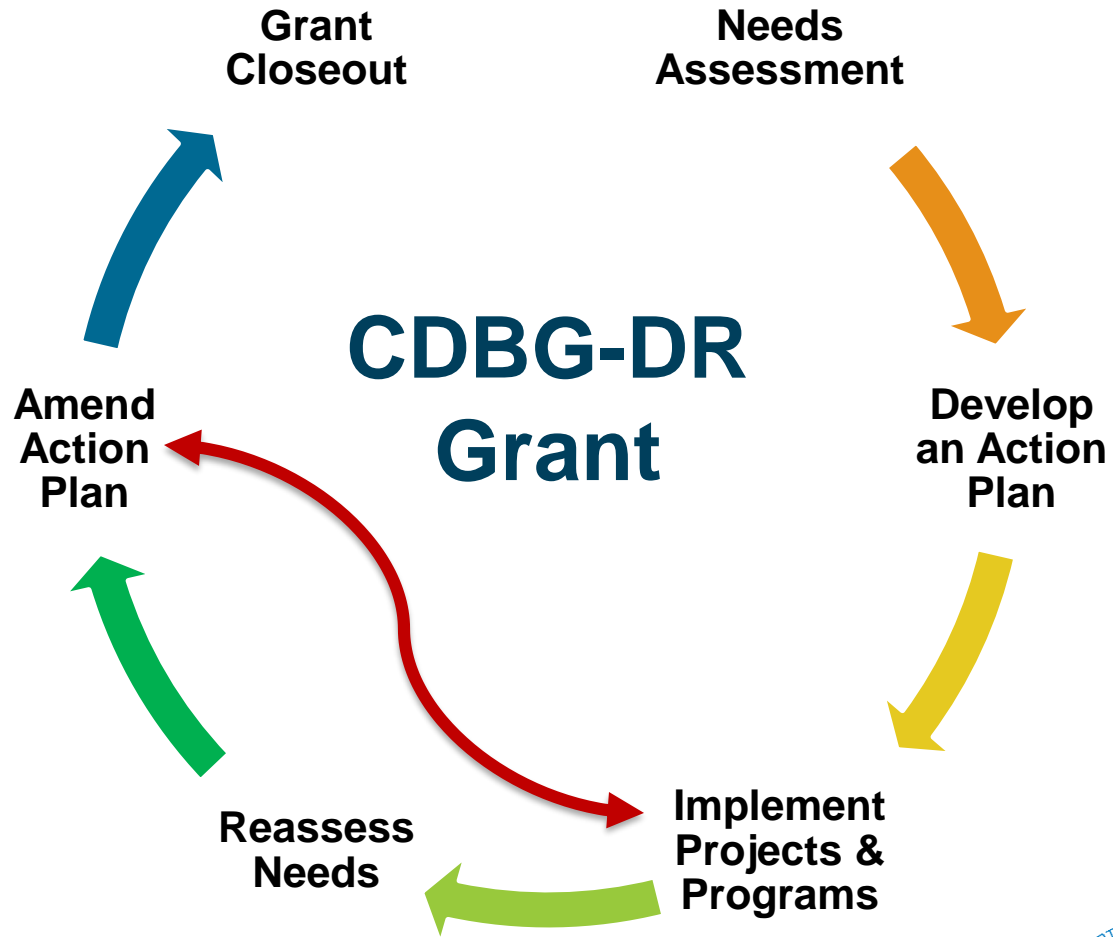 Grant
Closeout
Needs
Assessment
CDBG-DR
Grant
Amend
Action
Plan
Develop
an Action
Plan
Reassess
Needs
Implement
Projects &
Programs